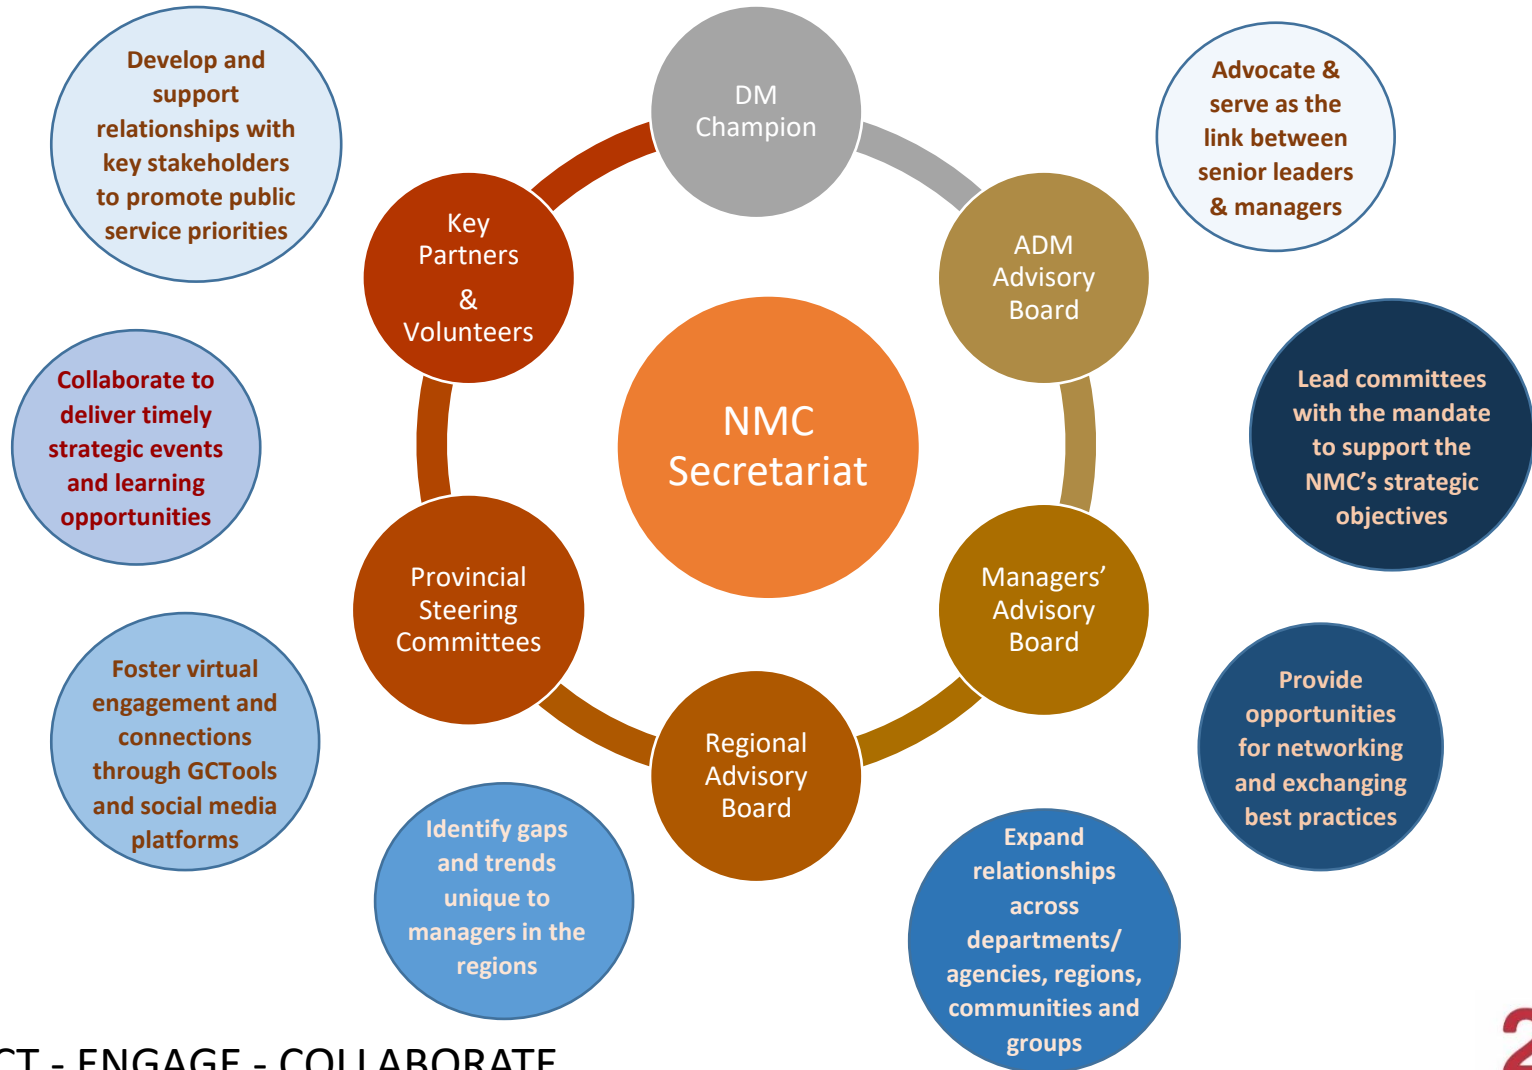 DM
Champion
ADM
Advisory
Board
Managers’
Advisory
Board
Regional
Advisory
Board
Provincial
Steering
Committees
Key
Partners
&
Volunteers
NMC
Secretariat
Advocate &
serve as the
link between
senior leaders
& managers
Lead committees
with the mandate
to support the
NMC’s strategic
objectives
Provide
opportunities
for networking
and exchanging
best practices
Expand
relationships
across
departments/
agencies, regions,
communities and
groups
Identify gaps
and trends
unique to
managers in the
regions
Foster virtual
engagement and
connections
through GCTools
and social media
platforms
Collaborate to
deliver timely
strategic events
and learning
opportunities
Develop and
support
relationships with
key stakeholders
to promote public
service priorities
CT - ENGAGE - COLLABORATE
2